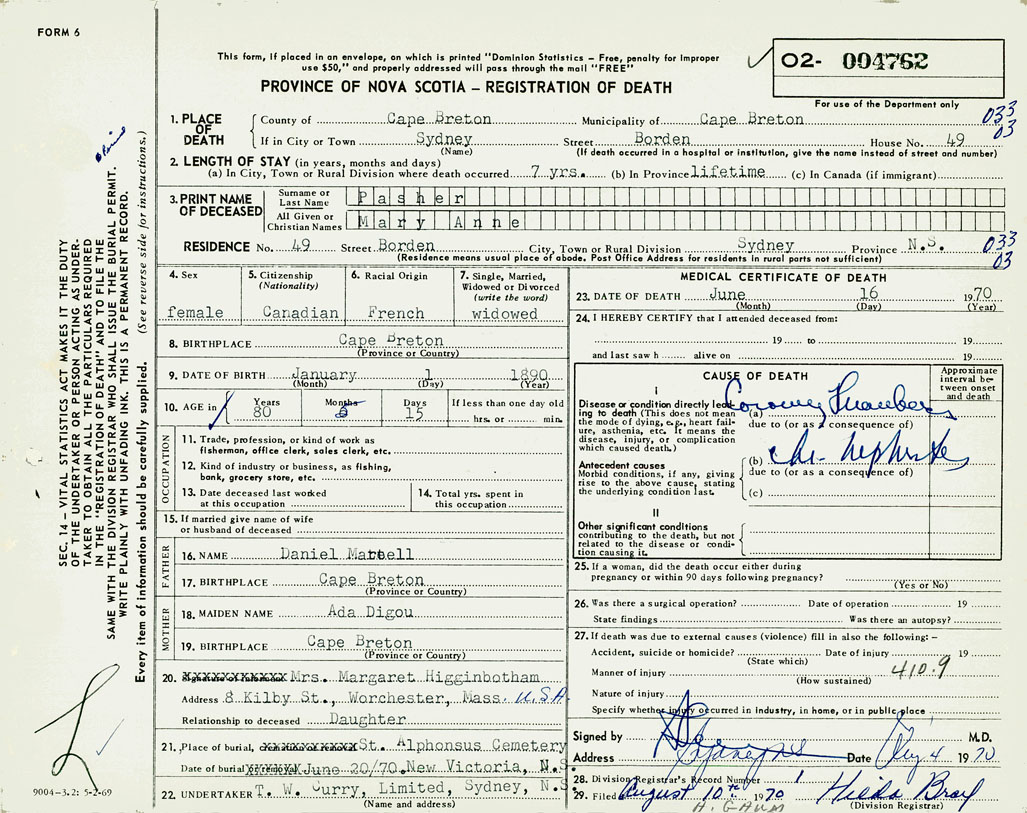 FORM 6
This form, if placed in an envelope, on which is printed "Dominion Statistics – Free, penalty for improper
use $50," and properly addressed will pass through the mail "FREE"
O2- 004762
For use of the Department only
PROVINCE OF NOVA SCOTIA – REGISTRATION OF DEATH
SEC. 14 – VITAL STATISTICS ACT MAKES IT THE DUTY
OF THE UNDERTAKER OR PERSON ACTING AS UNDER-
TAKER TO OBTAIN ALL THE PARTICULARS REQUIRED
IN THE "REGISTRATION OF DEATH" AND TO FILE THE
SAME WITH THE DIVISION REGISTRAR WHO SHALL ISSUE THE BURIAL PERMIT.
WRITE PLAINLY WITH UNFADING INK. THIS IS A PERMANENT RECORD.
Every item of information should be carefully supplied. (See reverse side for instructions.)
1. PLACE OF DEATH
County of Cape Breton Municipality of Cape Breton 033
If in City or Town Sydney Street Borden House No. 49 03
(Name) (If death occurred in a hospital or institution, give the name instead of street and number)
2. LENGTH OF STAY (in years, months and days)
(a) In City, Town or Rural Division where death occurred 7 yrs. (b) In Province lifetime (c) In Canada (if immigrant)
3. PRINT NAME OF DECEASED
Surname or Last Name Pasher
All Given or Christian Names Mary Anne
RESIDENCE No. 49 Street Borden City, Town or Rural Division Sydney Province N.S. 033
(Residence means usual place of abode. Post Office Address for residents in rural parts not sufficient) 03
4. Sex
female
5. Citizenship
(Nationality)
Canadian
6. Racial Origin
French
7. Single, Married,
Widowed or Divorced
(write the word)
widowed
8. BIRTHPLACE Cape Breton
(Province or Country)
9. DATE OF BIRTH January 1 1890
(Month) (Day) (Year)
10. AGE in Years 80 Months 5 Days 15 If less than one day old
hrs. or min.
OCCUPATION
11. Trade, profession, or kind of work as
fisherman, office clerk, sales clerk, etc.
12. Kind of industry or business, as fishing,
bank, grocery store, etc.
13. Date deceased last worked
at this occupation
14. Total yrs. spent in
this occupation
15. If married give name of wife
or husband of deceased
FATHER
16. NAME Daniel Martell
17. BIRTHPLACE Cape Breton
(Province or Country)
MOTHER
18. MAIDEN NAME Ada Digou
19. BIRTHPLACE Cape Breton
(Province or Country)
20. Mrs. Margaret Higginbotham
Address 8 Kilby St., Worchester, Mass. U.S.A
Relationship to deceased Daughter
21. Place of burial, St. Alphonsus Cemetery
Date of burial June 20/70. New Victoria, N.S.
22. UNDERTAKER T. W. Curry, Limited, Sydney, N.S.
(Name and address)
9004-3.2: 5-2-69
MEDICAL CERTIFICATE OF DEATH
23. DATE OF DEATH June 16 1970
(Month) (Day) (Year)
24. I HEREBY CERTIFY that I attended deceased from:
19 to 19
and last saw h alive on 19
CAUSE OF DEATH
Approximate
interval be-
tween onset
and death
I
Disease or condition directly lead-
ing to death (This does not mean
the mode of dying, e.g., heart fail-
ure, asthenia, etc. It means the
disease, injury, or complication
which caused death.)
(a) Coronary
due to (or as a consequence of)
Antecedent causes
Morbid conditions, if any, giving
rise to the above cause, stating
the underlying condition last.
(b) Chr. Nephritis
due to (or as a consequence of)
(c)
II
Other significant conditions
contributing to the death, but not
related to the disease or condi-
tion causing it.
25. If a woman, did the death occur either during
pregnancy or within 90 days following pregnancy?
(Yes or No)
26. Was there a surgical operation? Date of operation 19
State findings Was there an autopsy?
27. If death was due to external causes (violence) fill in also the following: –
Accident, suicide or homicide? Date of injury 19
(State which)
Manner of injury 410.9
(How sustained)
Nature of injury
Specify whether injury occurred in industry, in home, or in public place
Signed by M.D.
Address Sydney NS Date Aug 4 1970
28. Division Registrar's Record Number
29. Filed August 10th 1970 Hilda
(Division Registrar)